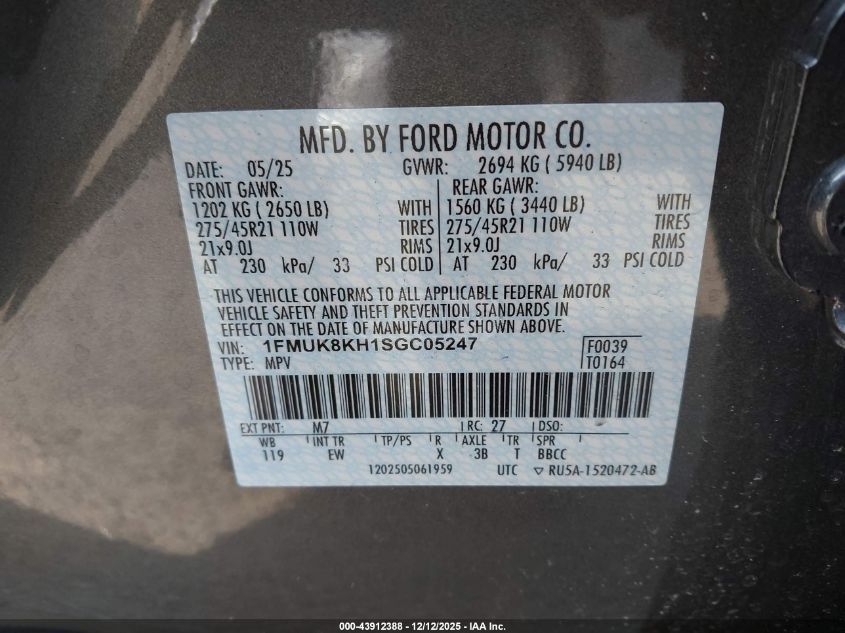 MFD. BY FORD MOTOR CO.
DATE: 05/25 GVWR: 2694 KG ( 5940 LB)
FRONT GAWR: REAR GAWR:
1202 KG ( 2650 LB) WITH 1560 KG ( 3440 LB) WITH
275/45R21 110W TIRES 275/45R21 110W TIRES
21x9.0J RIMS 21x9.0J RIMS
AT 230 kPa/ 33 PSI COLD AT 230 kPa/ 33 PSI COLD
THIS VEHICLE CONFORMS TO ALL APPLICABLE FEDERAL MOTOR
VEHICLE SAFETY AND THEFT PREVENTION STANDARDS IN
EFFECT ON THE DATE OF MANUFACTURE SHOWN ABOVE.
VIN: 1FMUK8KH1SGC05247 F0039
TYPE: MPV T0164
EXT PNT: M7 RC: 27 DSO:
WB INT TR TP/PS R AXLE TR SPR
119 EW X 3B T BBCC
1202505061959 UTC ▽ RU5A-1520472-AB
000-43912388 - 12/12/2025 - IAA Inc.